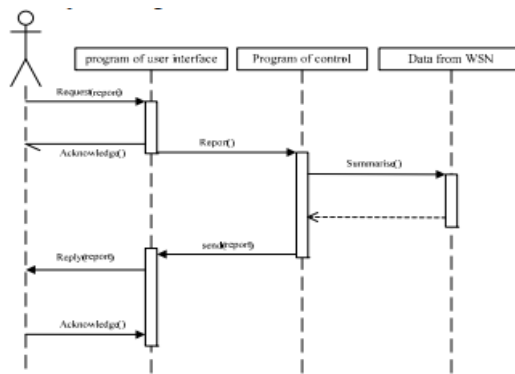 program of user interface
Program of control
Data from WSN
Request(report)
Acknowledge()
Report()
Summarise()
send(report)
Reply(report)
Acknowledge()